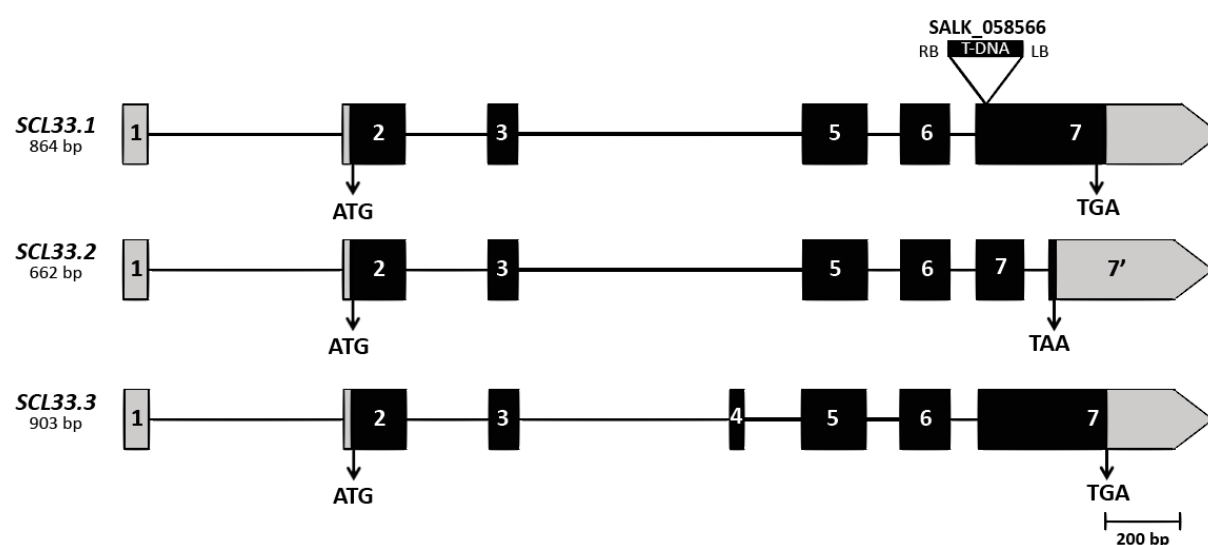 SALK_058566
RB T-DNA LB
SCL33.1
864 bp
1 2 3 5 6 7
ATG TGA
SCL33.2
662 bp
1 2 3 5 6 7 7’
ATG TAA
SCL33.3
903 bp
1 2 3 4 5 6 7
ATG TGA
200 bp